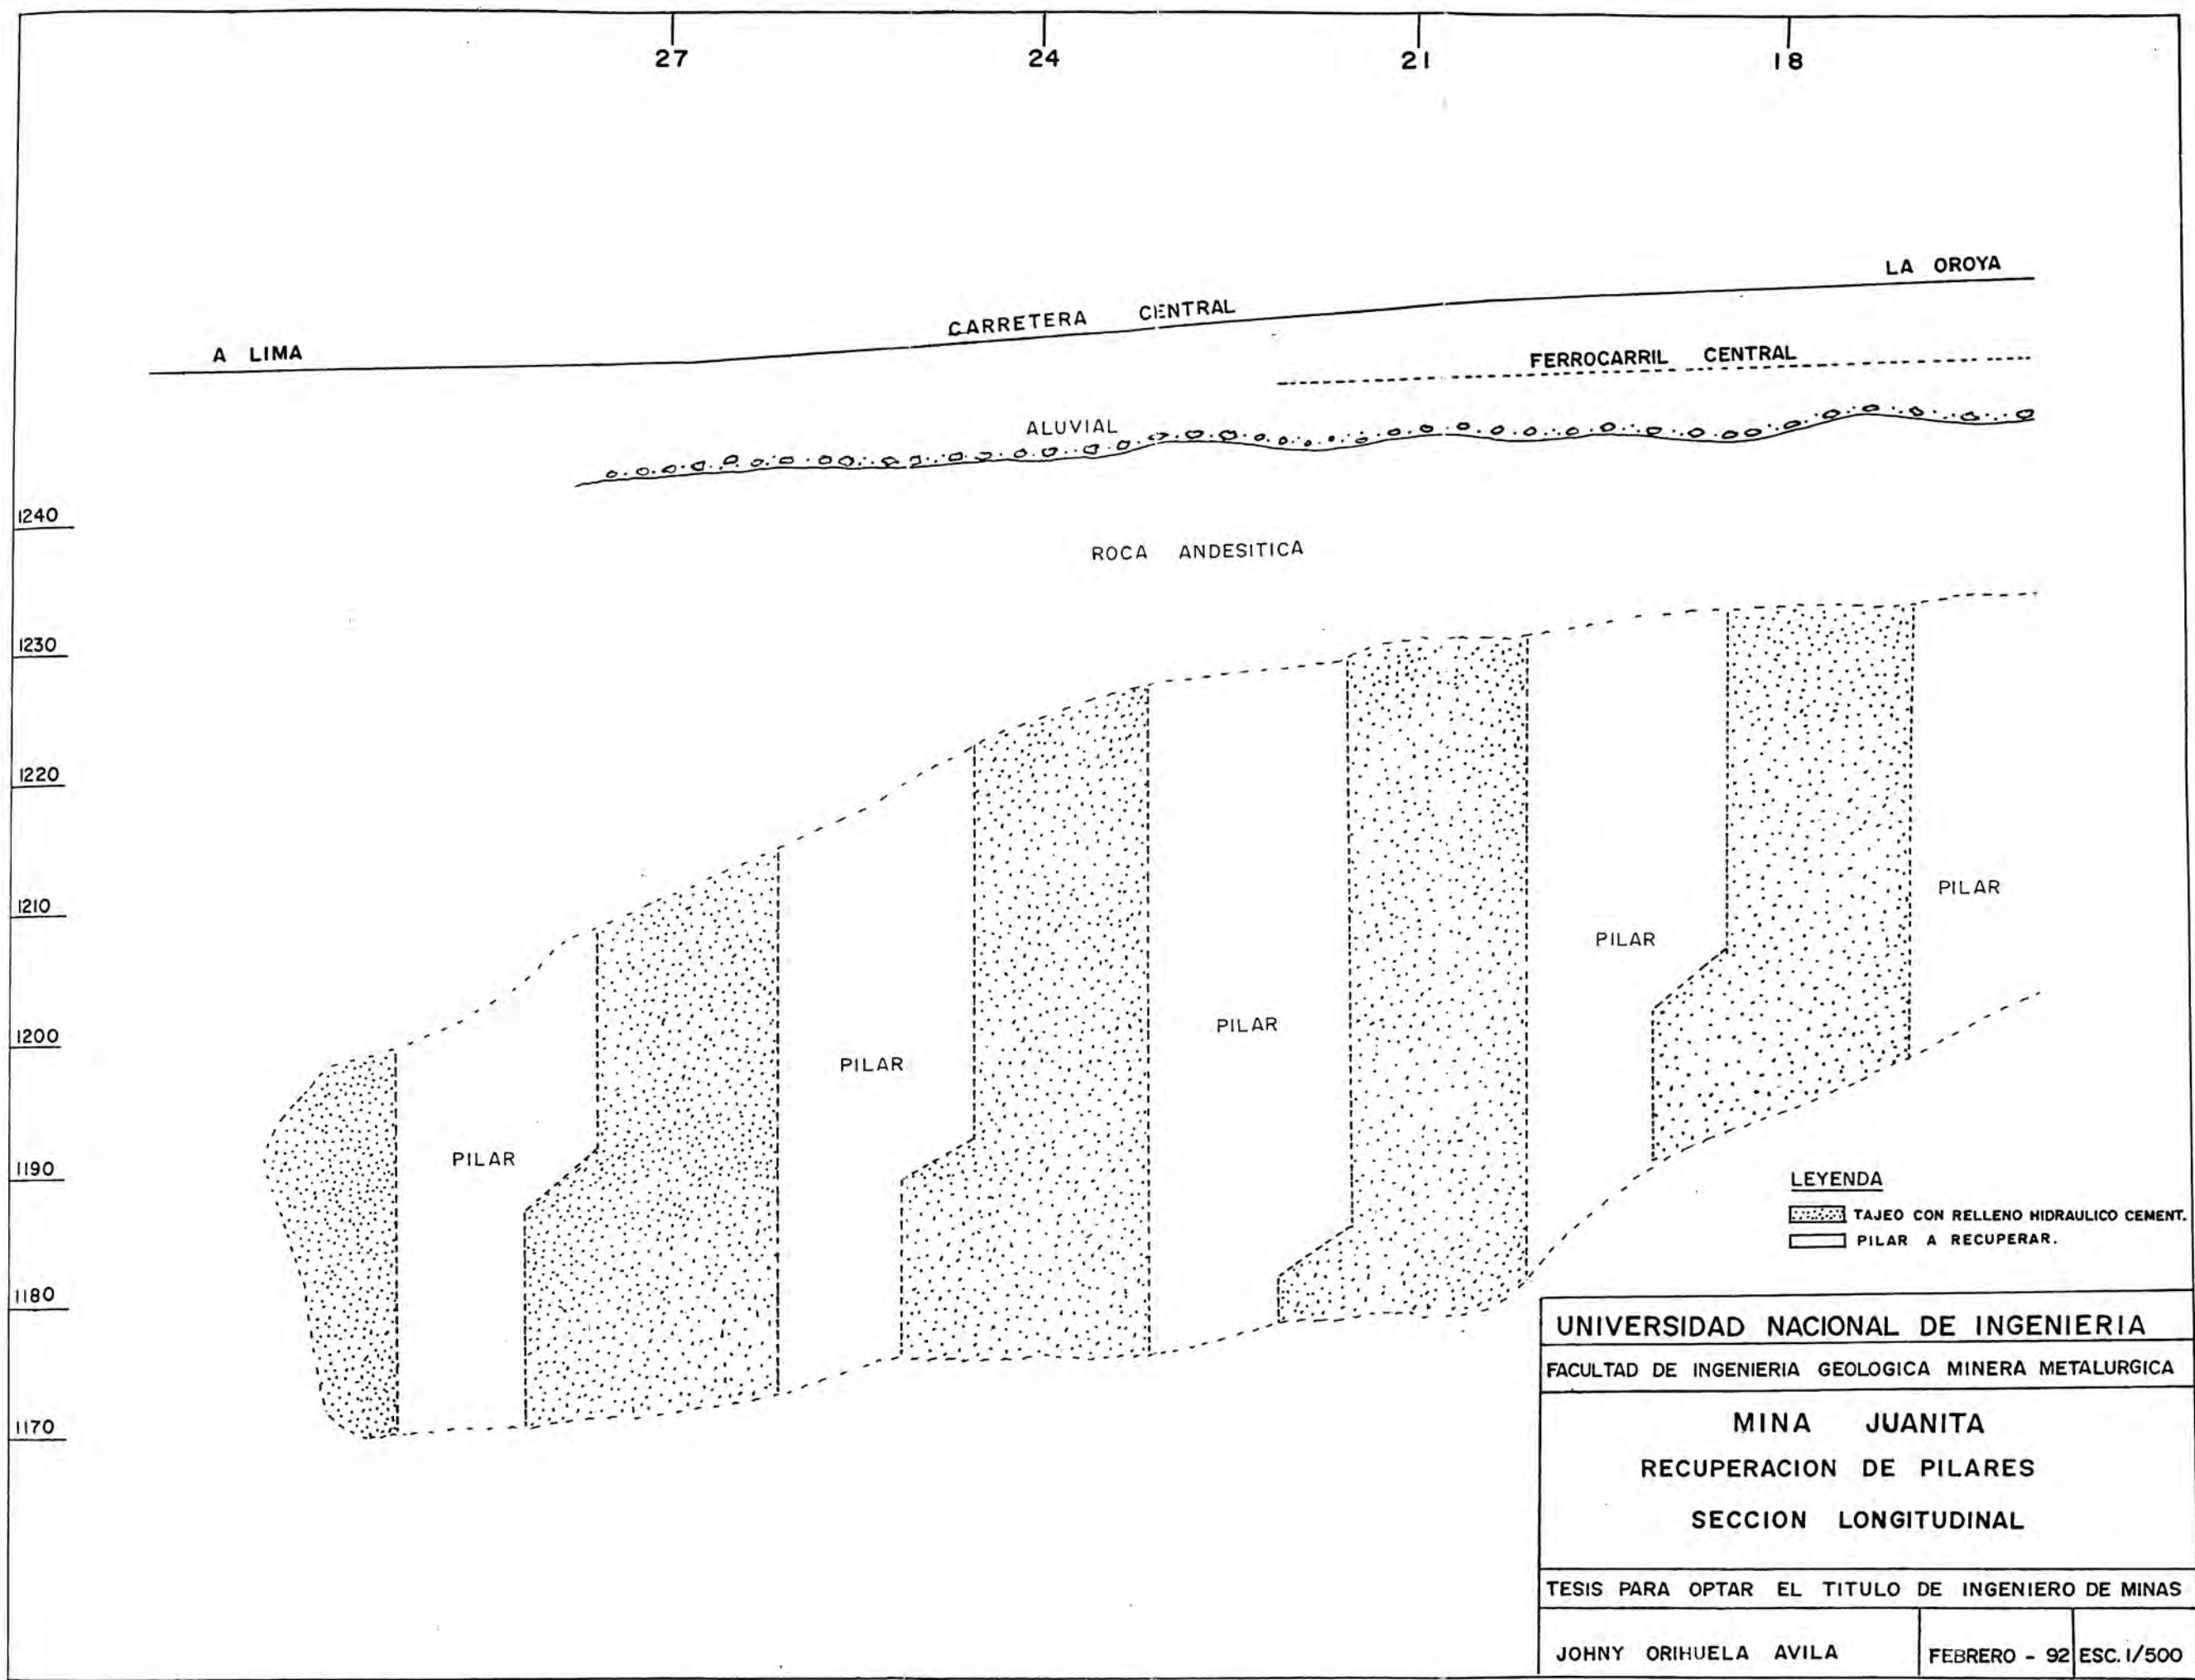 27 24 21 18
LA OROYA
CARRETERA CENTRAL
A LIMA
FERROCARRIL CENTRAL
ALUVIAL
1240
ROCA ANDESITICA
1230
1220
1210
PILAR
PILAR
1200
PILAR
PILAR
1190
PILAR
1180
1170
LEYENDA
TAJEO CON RELLENO HIDRAULICO CEMENT.
PILAR A RECUPERAR.
UNIVERSIDAD NACIONAL DE INGENIERIA
FACULTAD DE INGENIERIA GEOLOGICA MINERA METALURGICA
MINA JUANITA
RECUPERACION DE PILARES
SECCION LONGITUDINAL
TESIS PARA OPTAR EL TITULO DE INGENIERO DE MINAS
JOHNY ORIHUELA AVILA FEBRERO - 92 ESC. 1/500